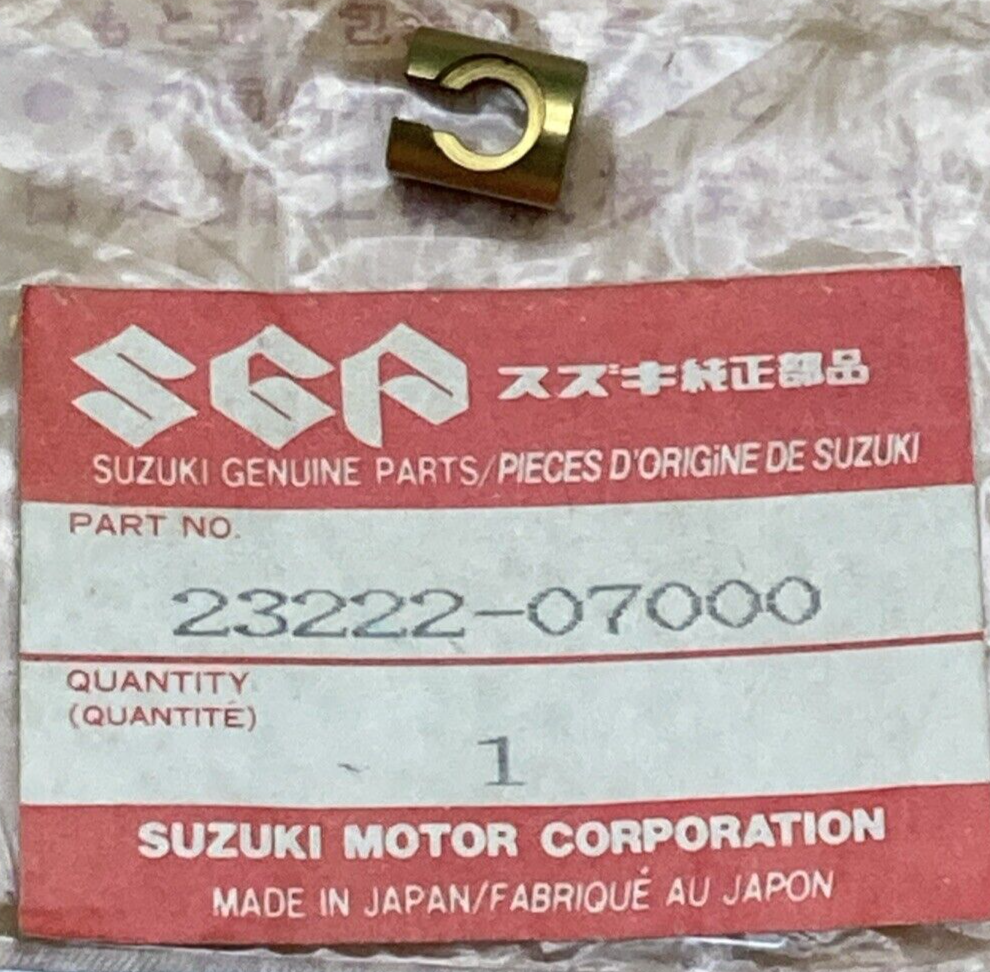 SGP スズキ純正部品
SUZUKI GENUINE PARTS/PIECES D'ORIGINE DE SUZUKI
PART NO.
23222-07000
QUANTITY
(QUANTITÉ)
1
SUZUKI MOTOR CORPORATION
MADE IN JAPAN/FABRIQUÉ AU JAPON